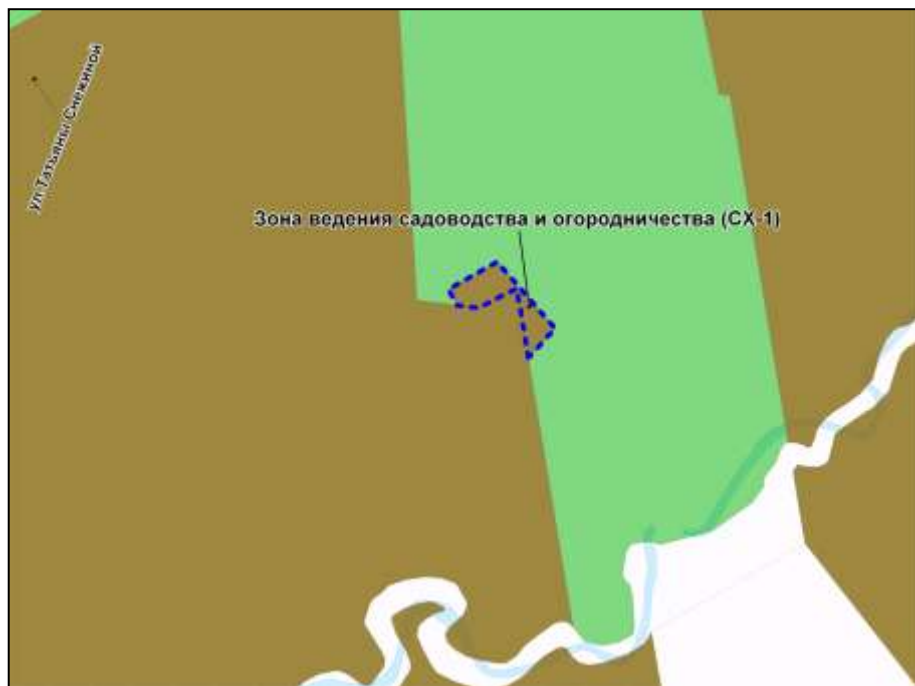 ул Татьяны Снежиной
Зона ведения садоводства и огородничества (СХ-1)